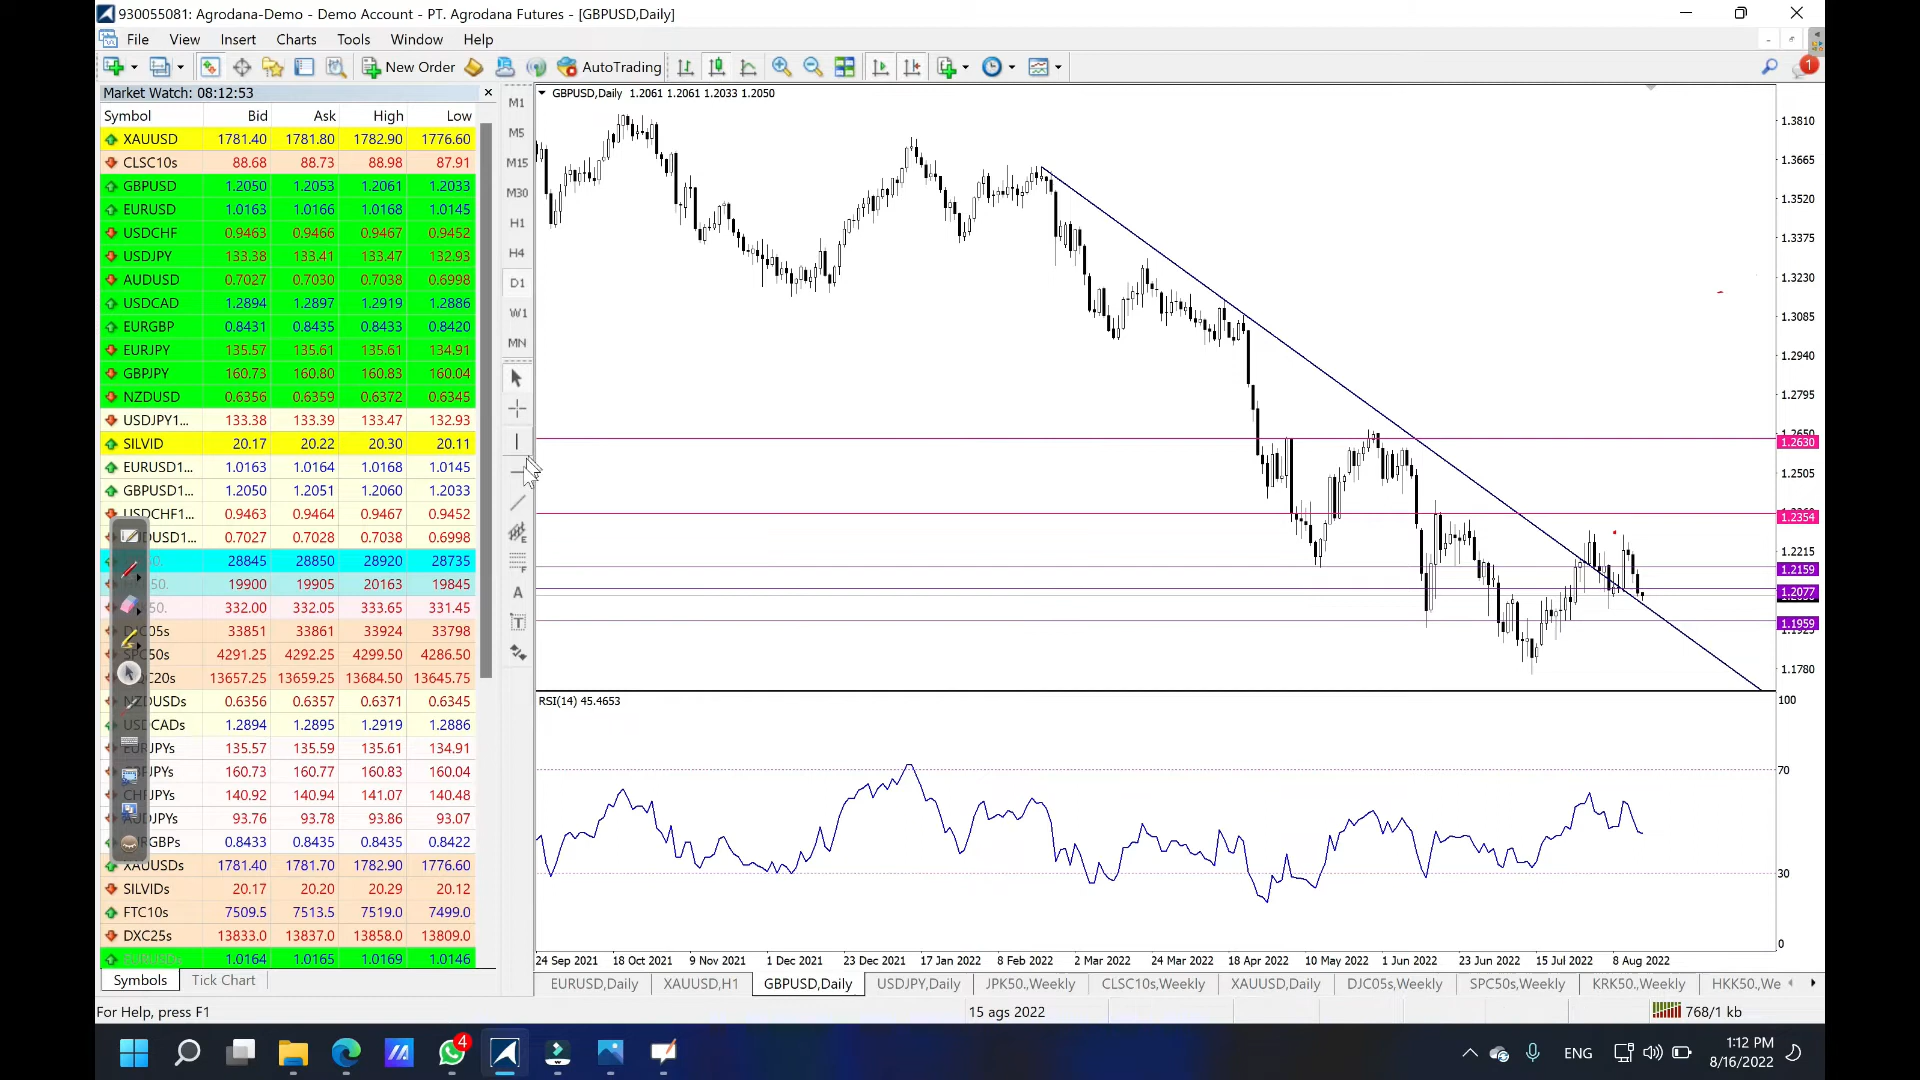 930055081: Agrodana-Demo - Demo Account - PT. Agrodana Futures - [GBPUSD,Daily]
File View Insert Charts Tools Window Help
New Order AutoTrading 1
Market Watch: 08:12:53
Symbol Bid Ask High Low
XAUUSD 1781.40 1781.80 1782.90 1776.60
CLSC10s 88.68 88.73 88.98 87.91
GBPUSD 1.2050 1.2053 1.2061 1.2033
EURUSD 1.0163 1.0166 1.0168 1.0145
USDCHF 0.9463 0.9466 0.9467 0.9452
USDJPY 133.38 133.41 133.47 132.93
AUDUSD 0.7027 0.7030 0.7038 0.6998
USDCAD 1.2894 1.2897 1.2919 1.2886
EURGBP 0.8431 0.8435 0.8433 0.8420
EURJPY 135.57 135.61 135.61 134.91
GBPJPY 160.73 160.80 160.83 160.04
NZDUSD 0.6356 0.6359 0.6372 0.6345
USDJPY1... 133.38 133.39 133.47 132.93
SILVID 20.17 20.22 20.30 20.11
EURUSD1... 1.0163 1.0164 1.0168 1.0145
GBPUSD1... 1.2050 1.2051 1.2060 1.2033
USDCHF1... 0.9463 0.9464 0.9467 0.9452
DUSD1... 0.7027 0.7028 0.7038 0.6998
50. 28845 28850 28920 28735
50. 19900 19905 20163 19845
50. 332.00 332.05 333.65 331.45
05s 33851 33861 33924 33798
50s 4291.25 4292.25 4299.50 4286.50
C20s 13657.25 13659.25 13684.50 13645.75
NZDUSDs 0.6356 0.6357 0.6371 0.6345
USDCADs 1.2894 1.2895 1.2919 1.2886
EURJPYs 135.57 135.59 135.61 134.91
GBPJPYs 160.73 160.77 160.83 160.04
CHFJPYs 140.92 140.94 141.07 140.48
AUDJPYs 93.76 93.78 93.86 93.07
RGBPs 0.8433 0.8435 0.8435 0.8422
XAUUSDs 1781.40 1781.70 1782.90 1776.60
SILVIDs 20.17 20.20 20.29 20.12
FTC10s 7509.5 7513.5 7519.0 7499.0
DXC25s 13833.0 13837.0 13858.0 13809.0
1.0164 1.0165 1.0169 1.0146
Symbols Tick Chart
M1
M5
M15
M30
H1
H4
D1
W1
MN
E
F
A
T
GBPUSD,Daily 1.2061 1.2061 1.2033 1.2050
1.3810
1.3665
1.3520
1.3375
1.3230
1.3085
1.2940
1.2795
1.2650
1.2630
1.2505
1.2354
1.2215
1.2159
1.2077
1.1959
1.1925
1.1780
RSI(14) 45.4653
100
70
30
0
24 Sep 2021 18 Oct 2021 9 Nov 2021 1 Dec 2021 23 Dec 2021 17 Jan 2022 8 Feb 2022 2 Mar 2022 24 Mar 2022 18 Apr 2022 10 May 2022 1 Jun 2022 23 Jun 2022 15 Jul 2022 8 Aug 2022
EURUSD,Daily XAUUSD,H1 GBPUSD,Daily USDJPY,Daily JPK50.,Weekly CLSC10s,Weekly XAUUSD,Daily DJC05s,Weekly SPC50s,Weekly KRK50.,Weekly HKK50.,We
For Help, press F1 15 ags 2022 768/1 kb
4 ENG 1:12 PM
8/16/2022